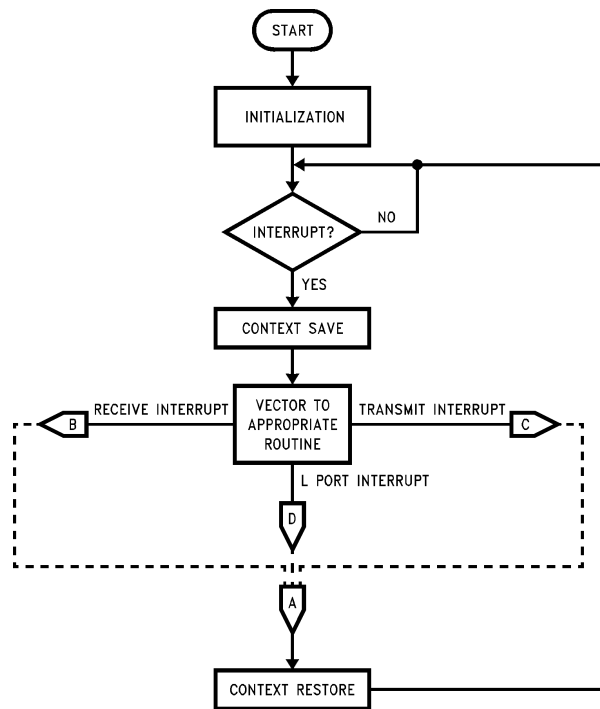 START
INITIALIZATION
INTERRUPT?
NO
YES
CONTEXT SAVE
B
RECEIVE INTERRUPT
VECTOR TO
APPROPRIATE
ROUTINE
TRANSMIT INTERRUPT
C
L PORT INTERRUPT
D
A
CONTEXT RESTORE